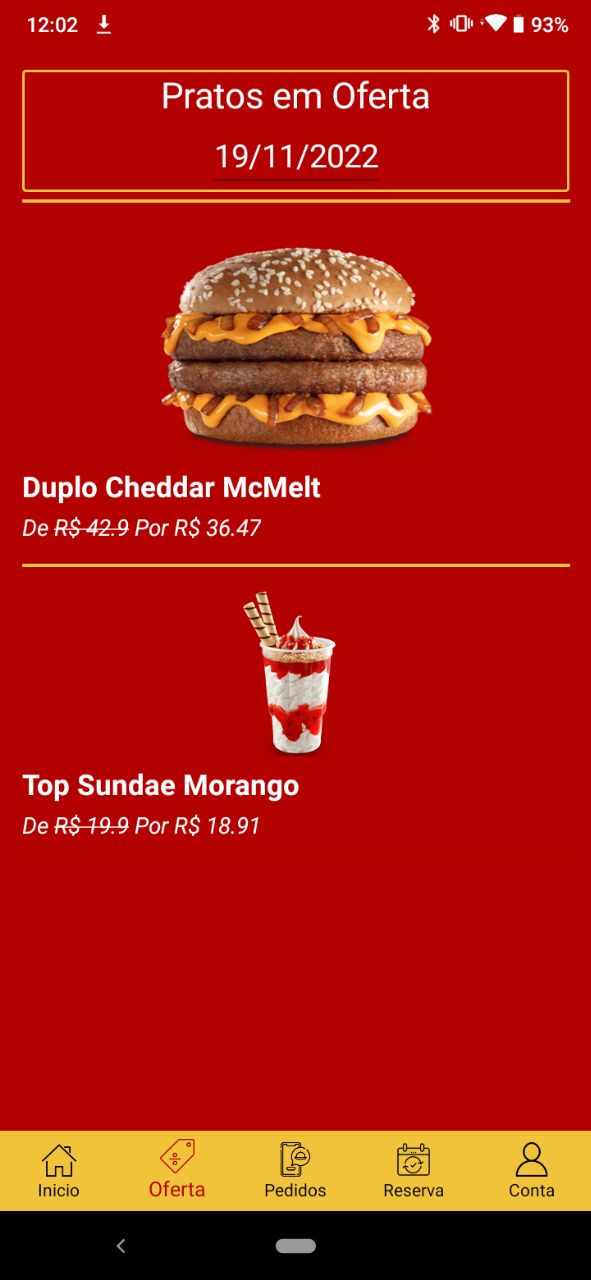 12:02
93%
Pratos em Oferta
19/11/2022
Duplo Cheddar McMelt
De R$ 42.9 Por R$ 36.47
Top Sundae Morango
De R$ 19.9 Por R$ 18.91
Inicio
Oferta
Pedidos
Reserva
Conta